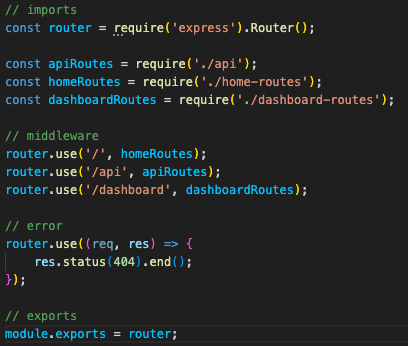 // imports
const router = require('express').Router();
const apiRoutes = require('./api');
const homeRoutes = require('./home-routes');
const dashboardRoutes = require('./dashboard-routes');
// middleware
router.use('/', homeRoutes);
router.use('/api', apiRoutes);
router.use('/dashboard', dashboardRoutes);
// error
router.use((req, res) => {
    res.status(404).end();
});
// exports
module.exports = router;